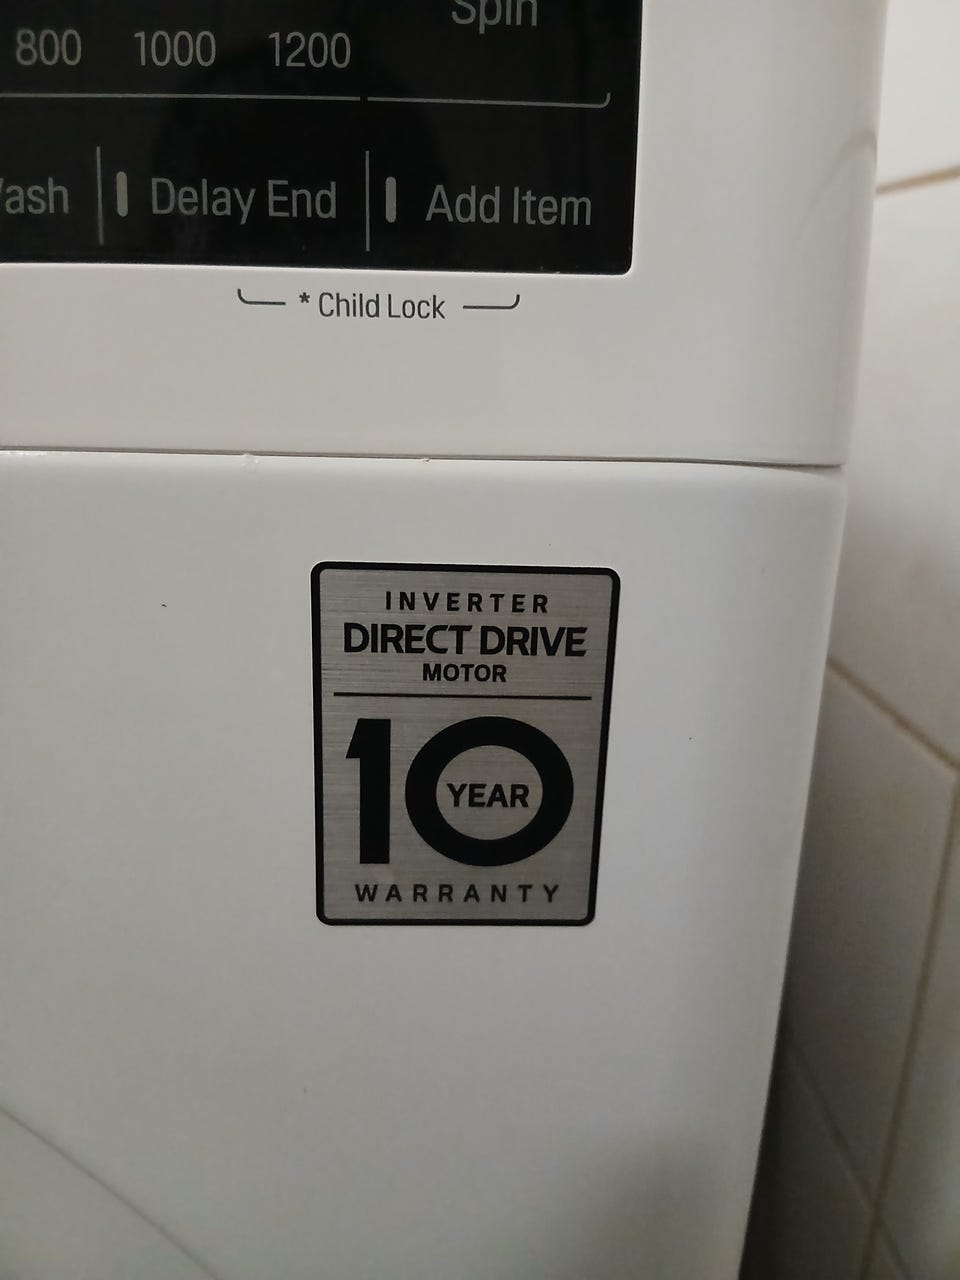 Spin
800 1000 1200
Delay End Add Item
* Child Lock
INVERTER
DIRECT DRIVE
MOTOR
10
YEAR
WARRANTY